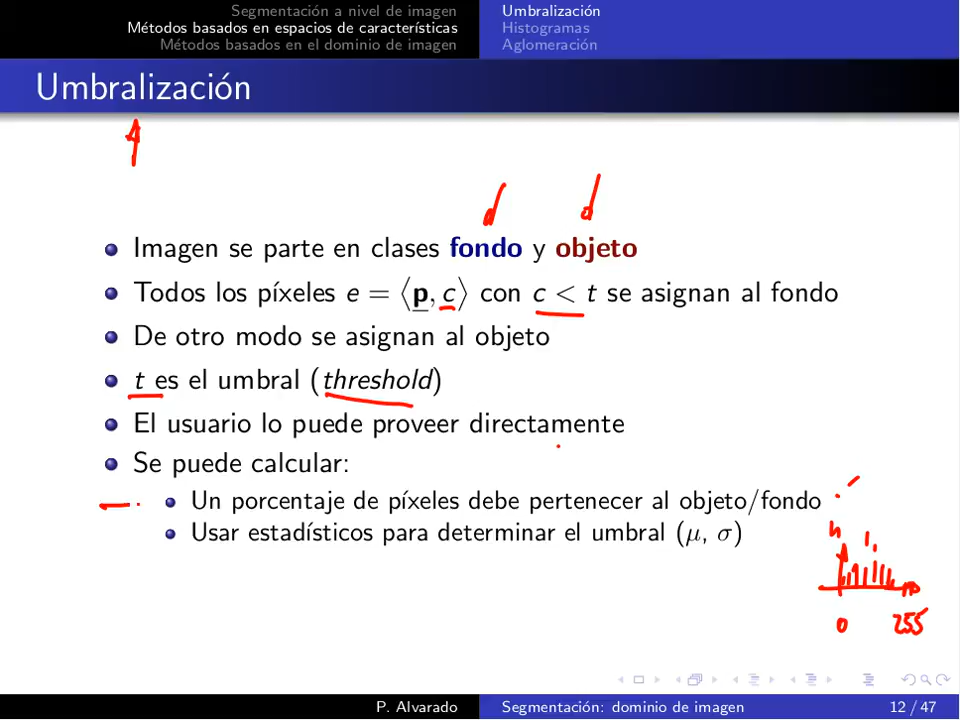 Segmentación a nivel de imagen
Métodos basados en espacios de características
Métodos basados en el dominio de imagen
Umbralización
Histogramas
Aglomeración
Umbralización
Imagen se parte en clases fondo y objeto
Todos los píxeles e = ⟨p, c⟩ con c < t se asignan al fondo
De otro modo se asignan al objeto
t es el umbral (threshold)
El usuario lo puede proveer directamente
Se puede calcular:
Un porcentaje de píxeles debe pertenecer al objeto/fondo
Usar estadísticos para determinar el umbral (μ, σ)
h
0 255
P. Alvarado Segmentación: dominio de imagen 12 / 47